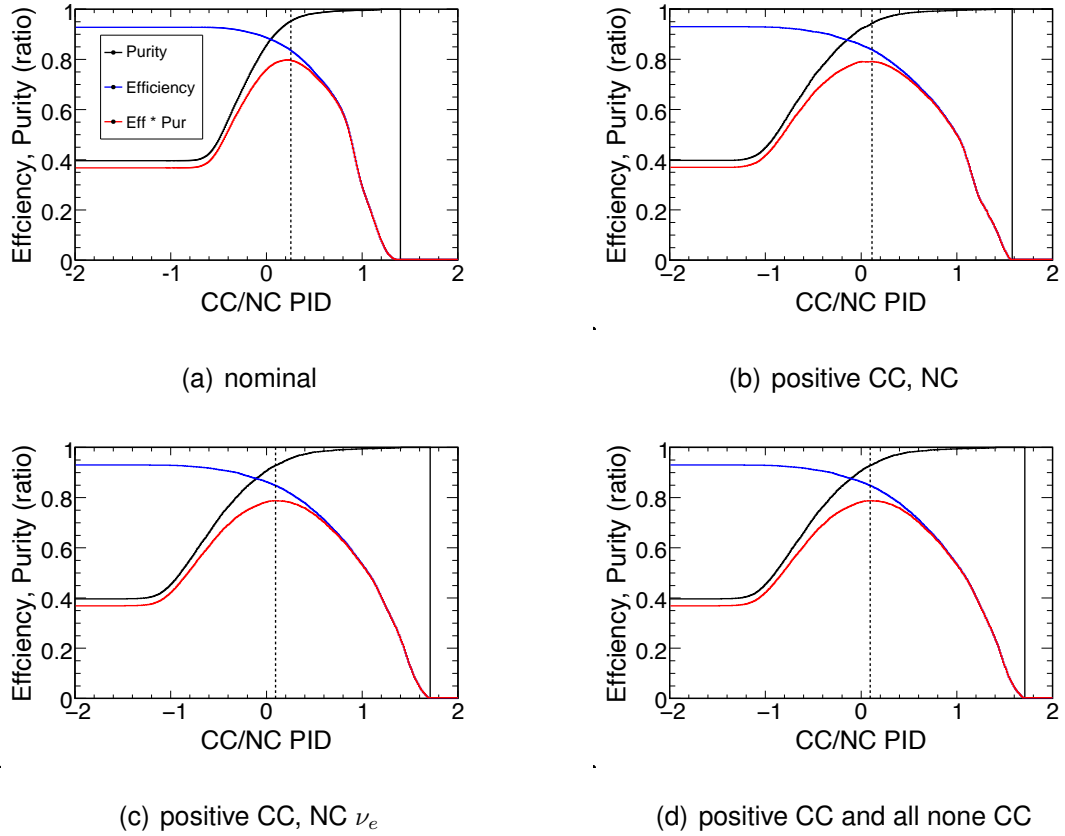 Effciency, Purity (ratio)
1
0.8
0.6
0.4
0.2
0
Purity
Efficiency
Eff * Pur
−2 −1 0 1 2
CC/NC PID
(a) nominal
Effciency, Purity (ratio)
1
0.8
0.6
0.4
0.2
0
−2 −1 0 1 2
CC/NC PID
(b) positive CC, NC
Effciency, Purity (ratio)
1
0.8
0.6
0.4
0.2
0
−2 −1 0 1 2
CC/NC PID
(c) positive CC, NC νₑ
Effciency, Purity (ratio)
1
0.8
0.6
0.4
0.2
0
−2 −1 0 1 2
CC/NC PID
(d) positive CC and all none CC